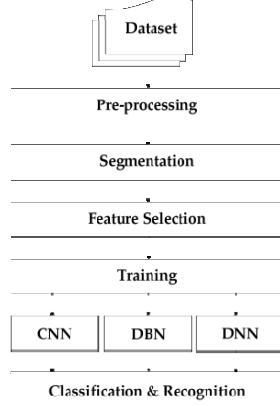 Dataset
Pre-processing
Segmentation
Feature Selection
Training
CNN DBN DNN
Classification & Recognition